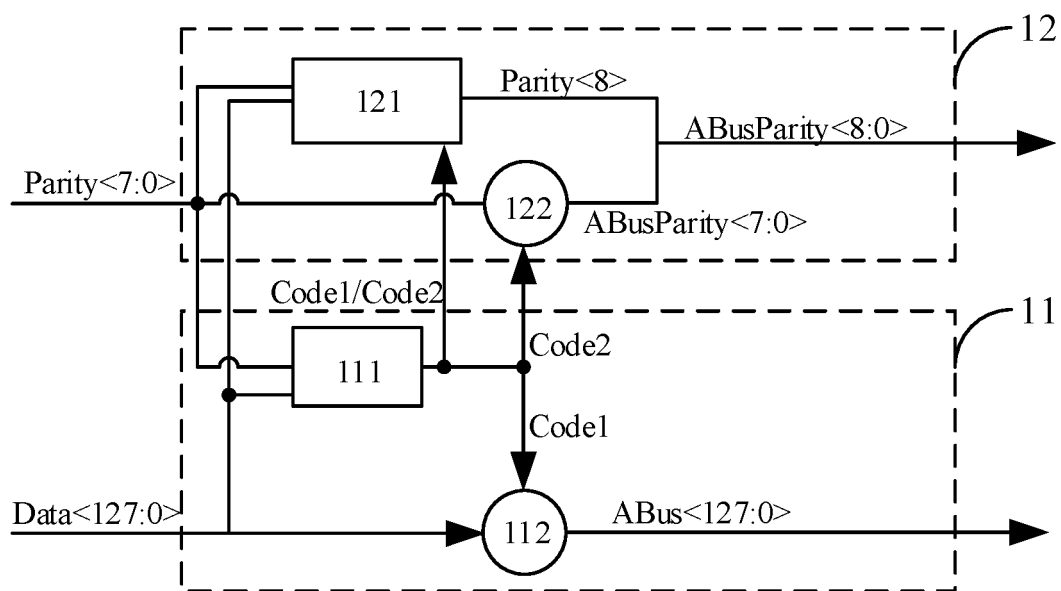 12
Parity<8>
121
ABusParity<8:0>
Parity<7:0>
122
ABusParity<7:0>
Code1/Code2
11
Code2
111
Code1
Data<127:0>
ABus<127:0>
112